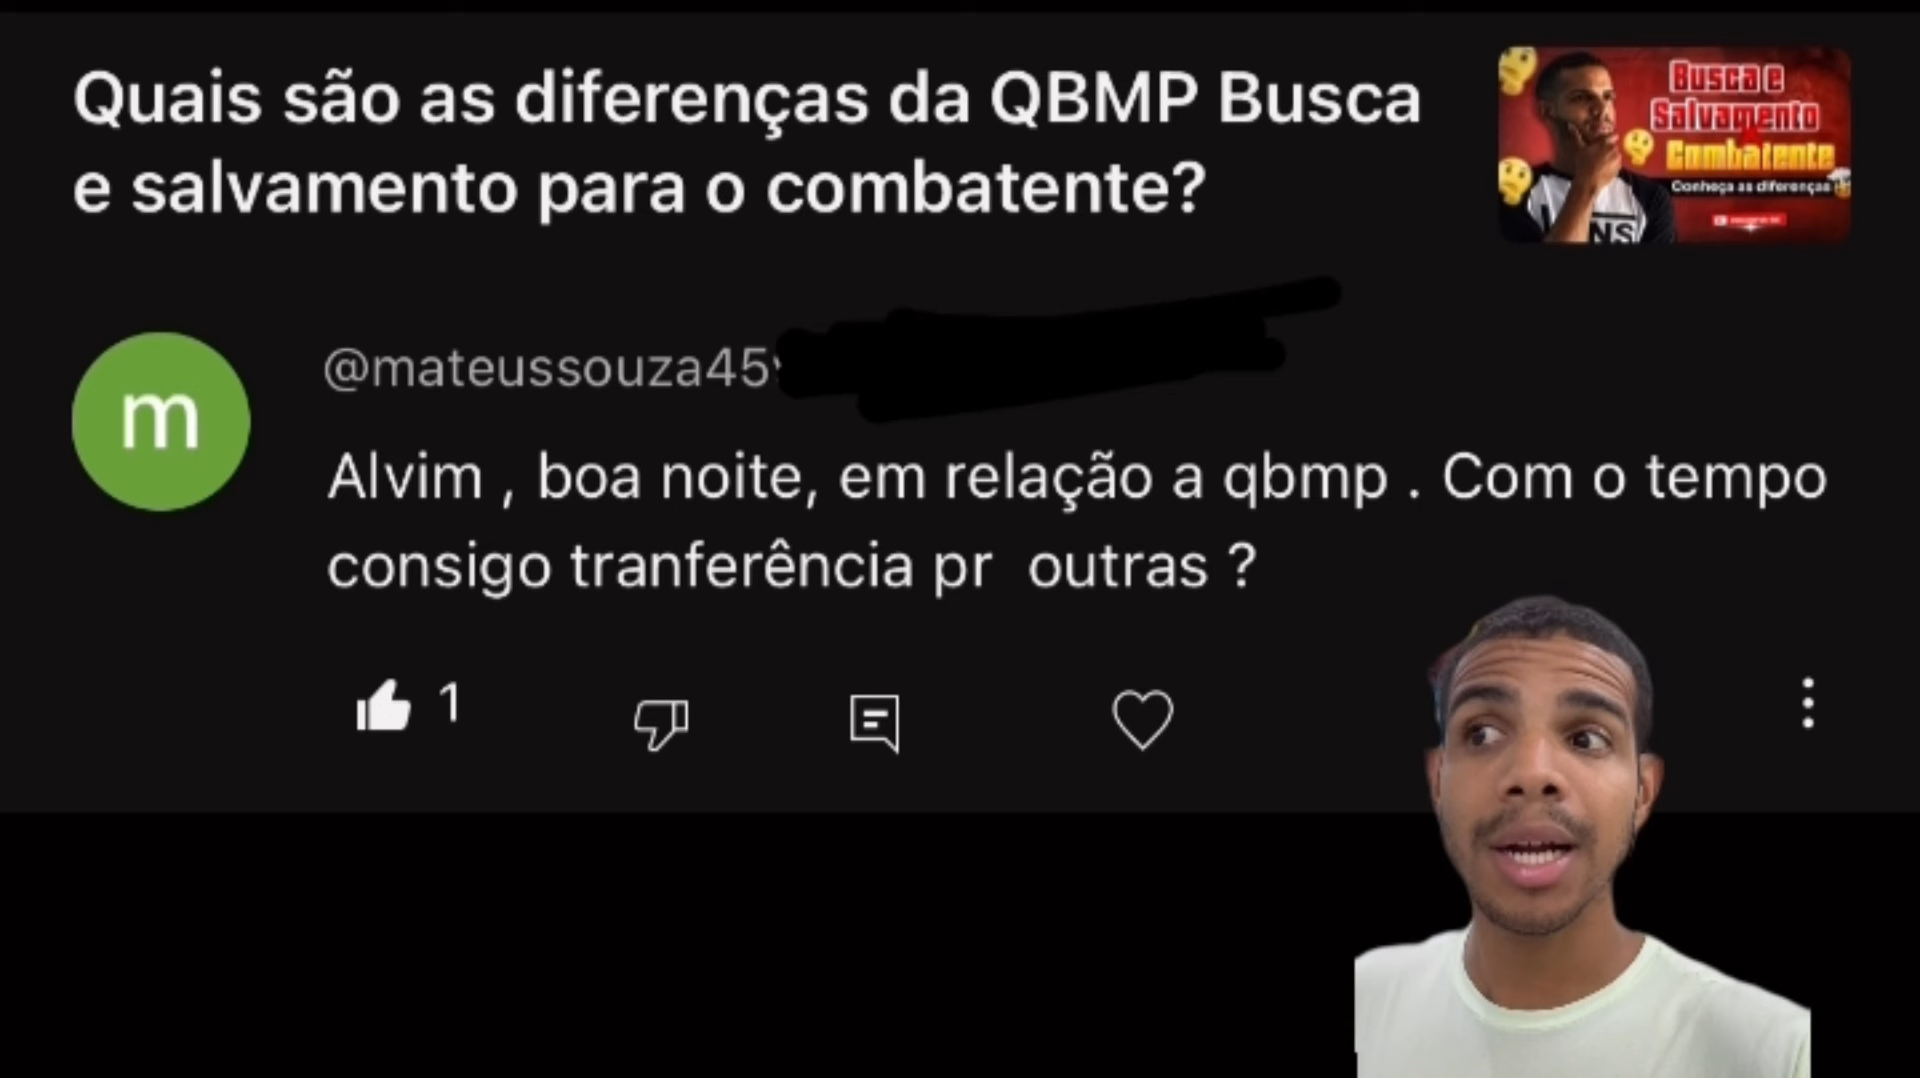 Quais são as diferenças da QBMP Busca
e salvamento para o combatente?
Busca e
Salvamento
Combatente
Conheça as diferenças
NS
@mateussouza45
m
Alvim , boa noite, em relação a qbmp . Com o tempo
consigo tranferência pr outras ?
1